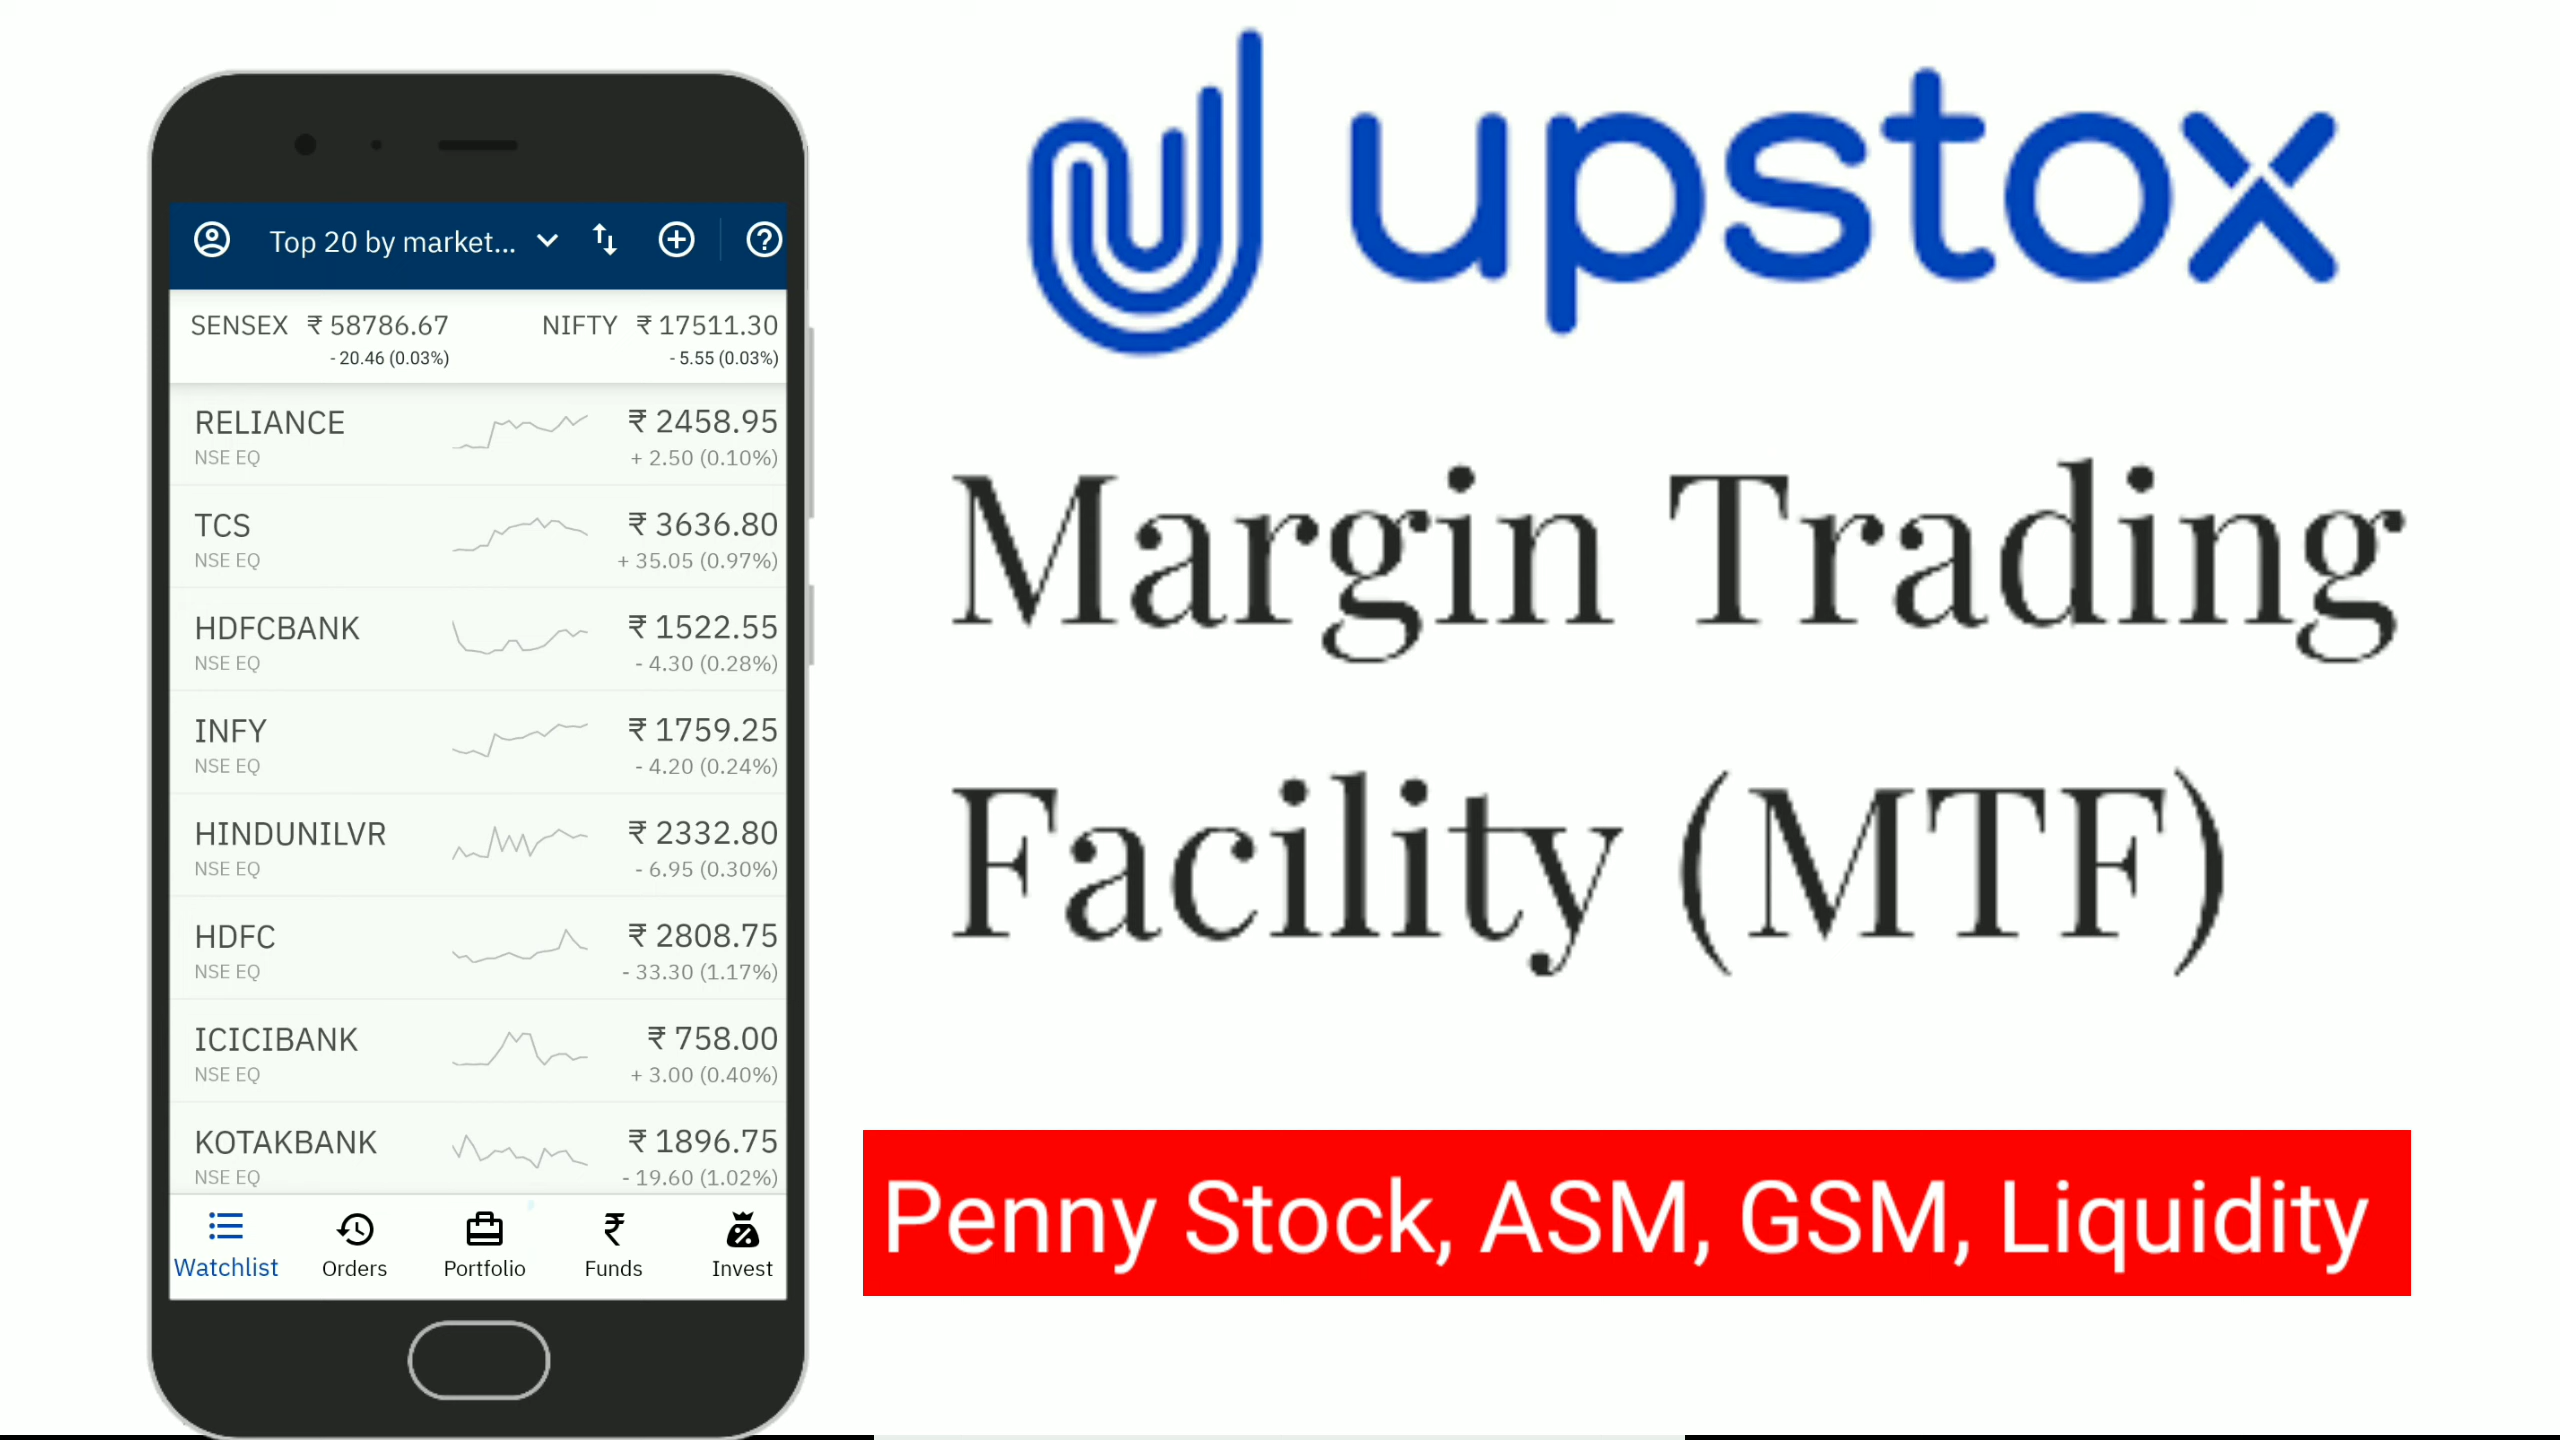 upstox
Margin Trading
Facility (MTF)
Penny Stock, ASM, GSM, Liquidity
Top 20 by market...
SENSEX ₹ 58786.67 NIFTY ₹ 17511.30
- 20.46 (0.03%) - 5.55 (0.03%)
RELIANCE ₹ 2458.95
NSE EQ + 2.50 (0.10%)
TCS ₹ 3636.80
NSE EQ + 35.05 (0.97%)
HDFCBANK ₹ 1522.55
NSE EQ - 4.30 (0.28%)
INFY ₹ 1759.25
NSE EQ - 4.20 (0.24%)
HINDUNILVR ₹ 2332.80
NSE EQ - 6.95 (0.30%)
HDFC ₹ 2808.75
NSE EQ - 33.30 (1.17%)
ICICIBANK ₹ 758.00
NSE EQ + 3.00 (0.40%)
KOTAKBANK ₹ 1896.75
NSE EQ - 19.60 (1.02%)
Watchlist Orders Portfolio Funds Invest